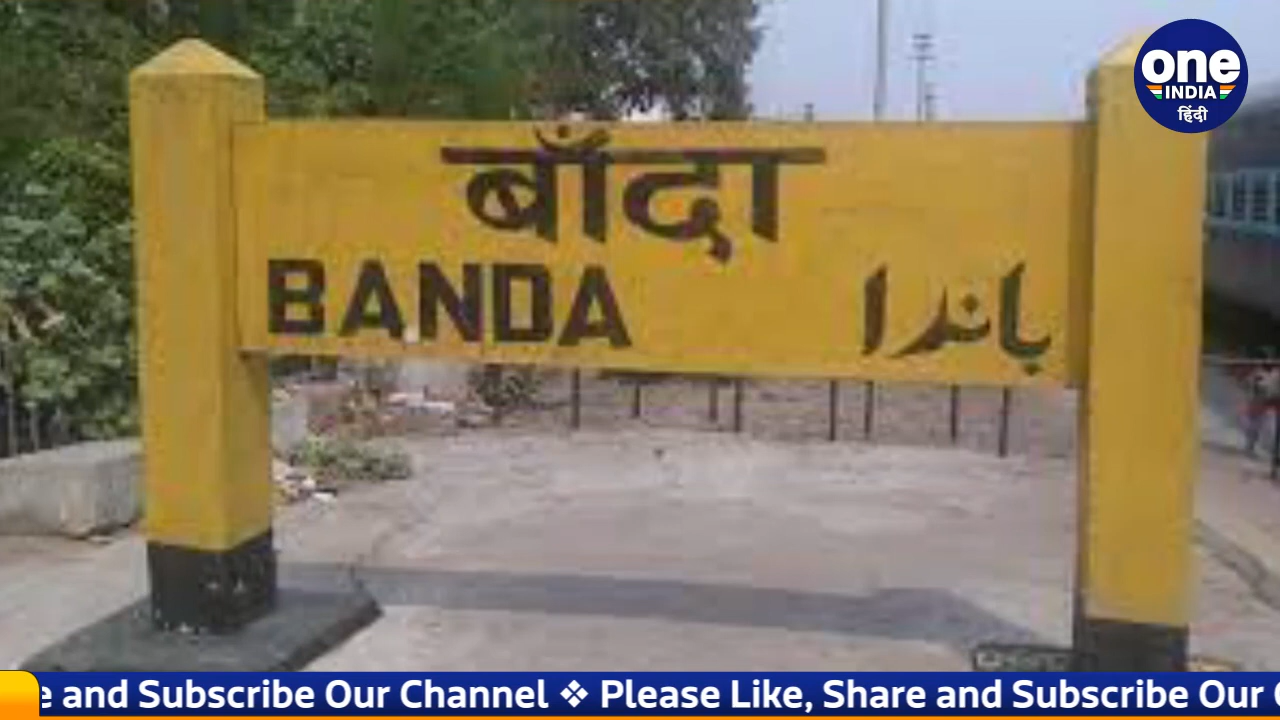 one
INDIA
हिंदी
बाँदा
BANDA باندا
e and Subscribe Our Channel ❖ Please Like, Share and Subscribe Our